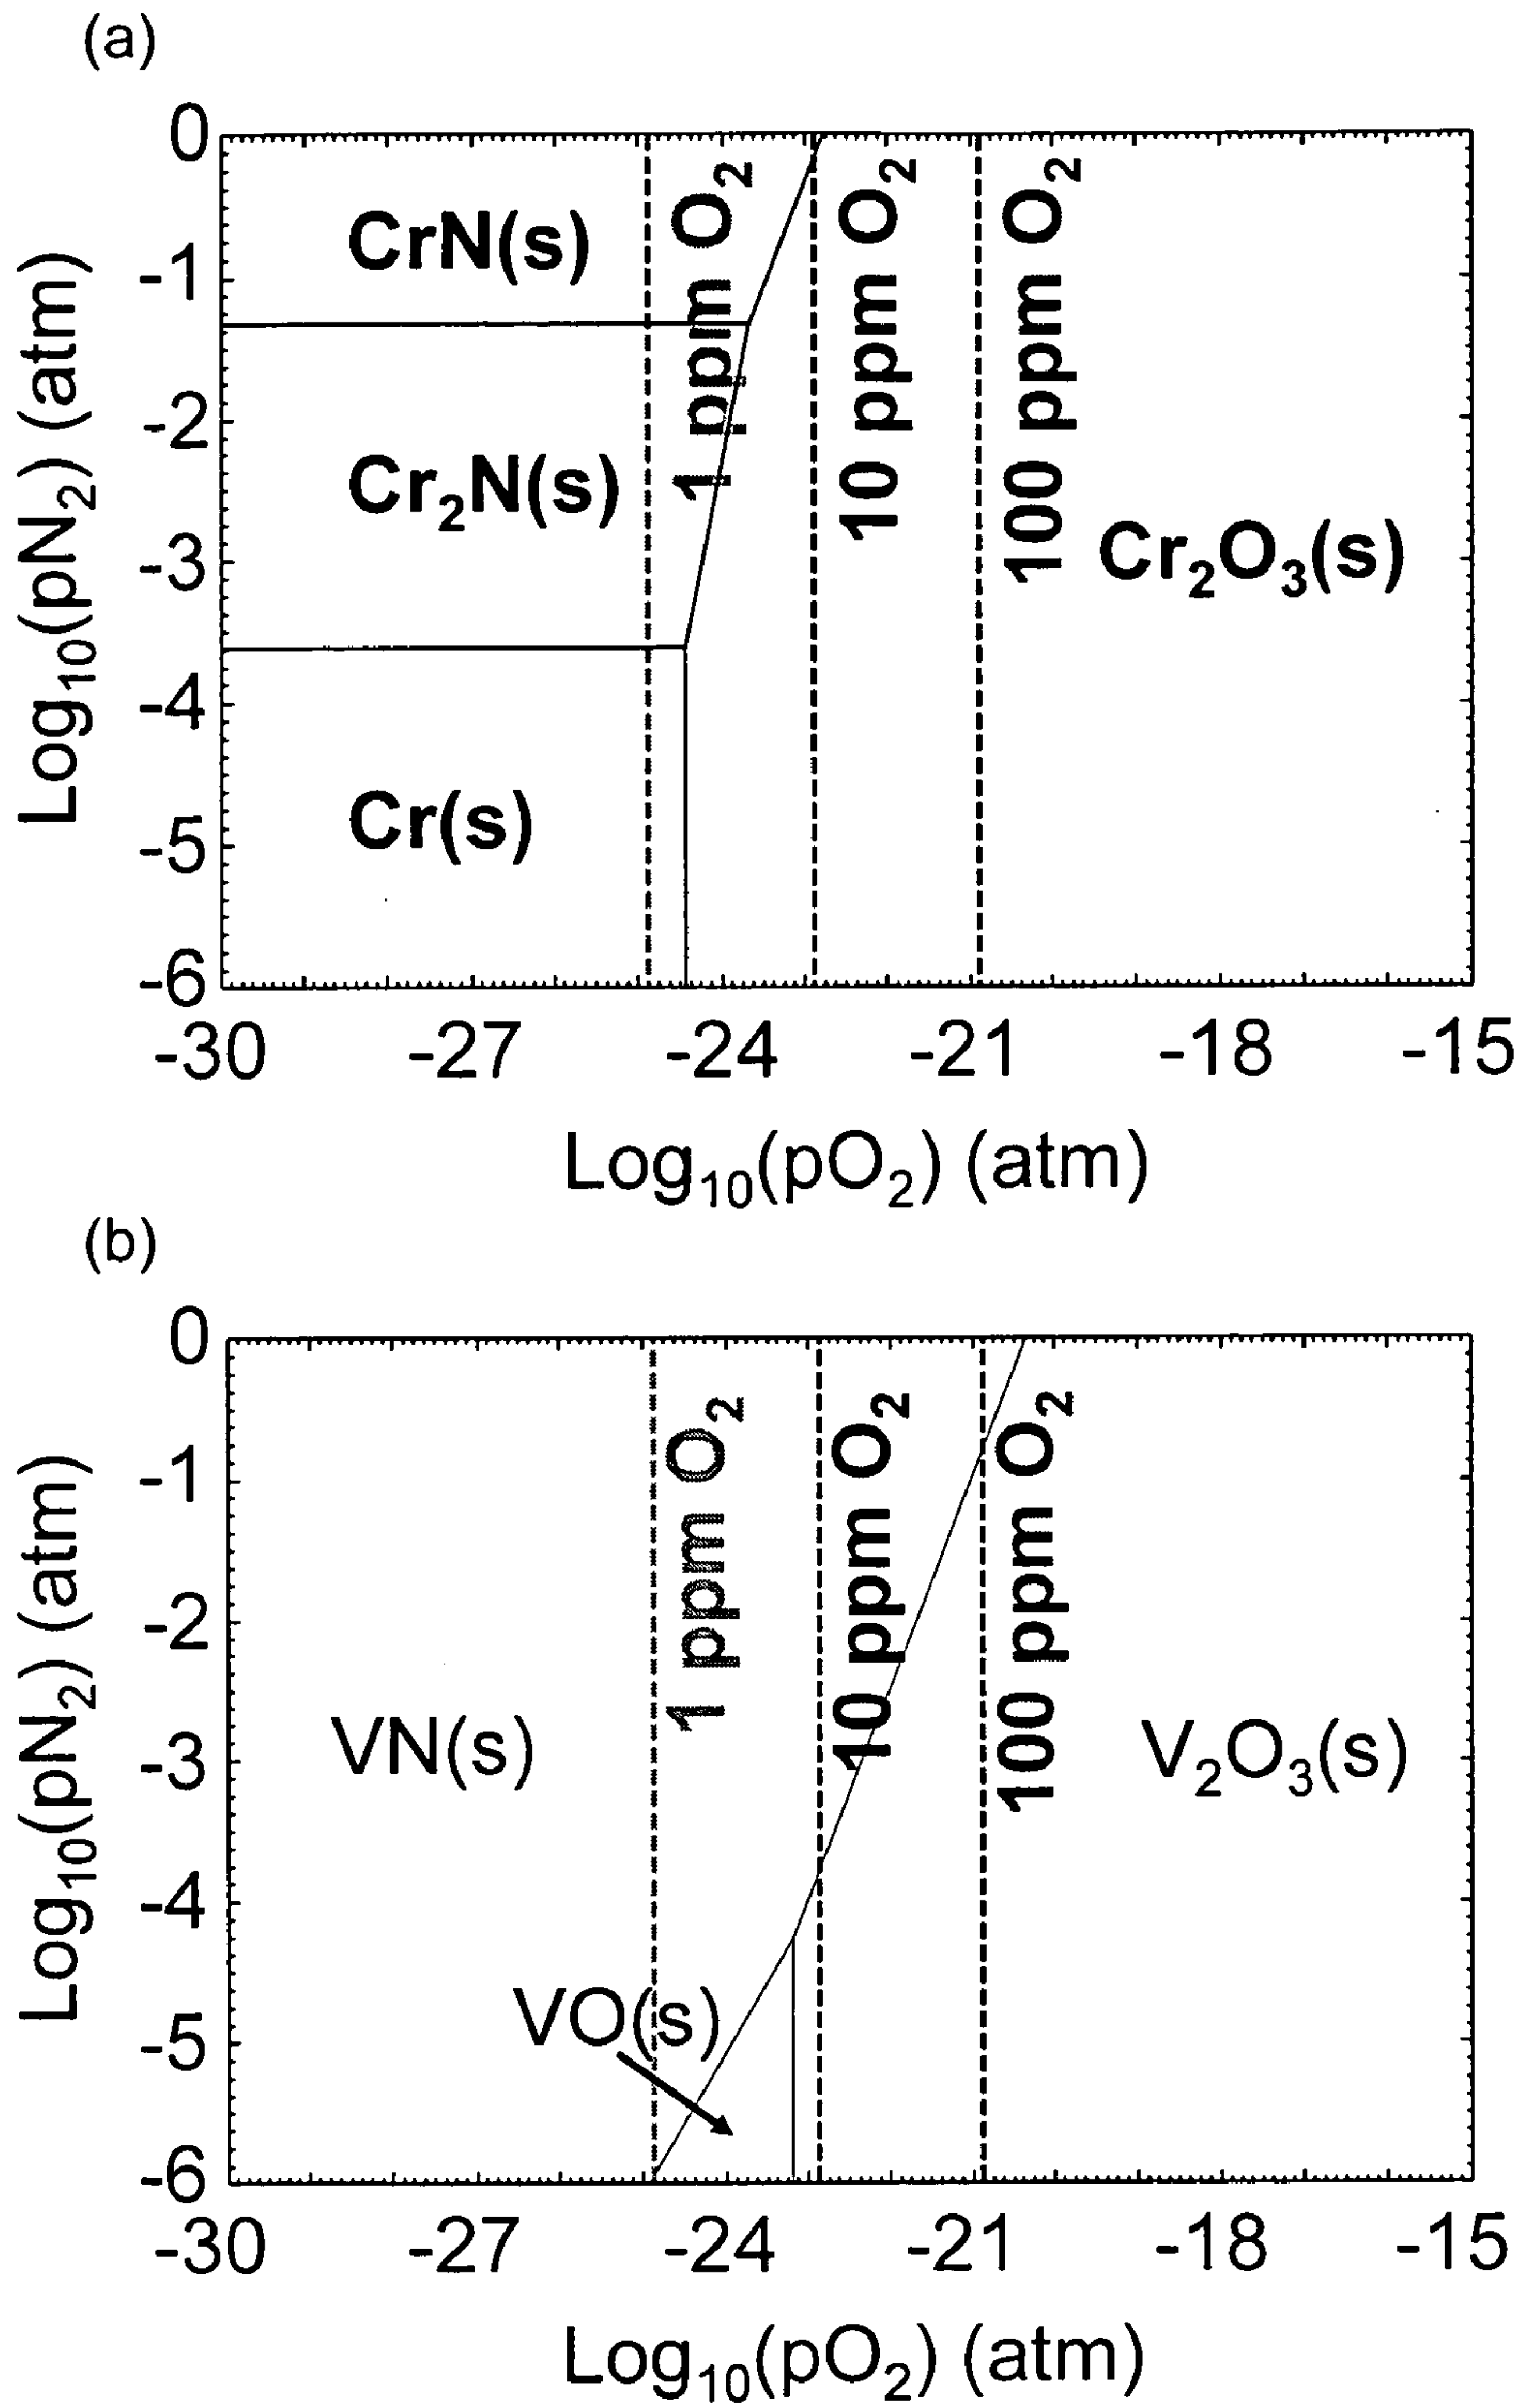 (a)
0
-1
-2
-3
-4
-5
-6
Log₁₀(pN₂) (atm)
CrN(s)
Cr₂N(s)
Cr(s)
1 ppm O₂
10 ppm O₂
100 ppm O₂
Cr₂O₃(s)
-30 -27 -24 -21 -18 -15
Log₁₀(pO₂) (atm)
(b)
0
-1
-2
-3
-4
-5
-6
Log₁₀(pN₂) (atm)
VN(s)
VO(s)
1 ppm O₂
10 ppm O₂
100 ppm O₂
V₂O₃(s)
-30 -27 -24 -21 -18 -15
Log₁₀(pO₂) (atm)